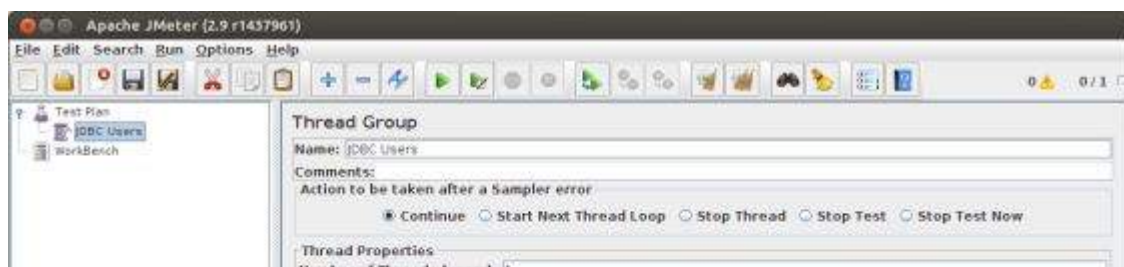 Apache JMeter (2.9 r1437961)
File Edit Search Run Options Help
0 0/1
Test Plan
JDBC Users
WorkBench
Thread Group
Name: JDBC Users
Comments:
Action to be taken after a Sampler error
Continue Start Next Thread Loop Stop Thread Stop Test Stop Test Now
Thread Properties